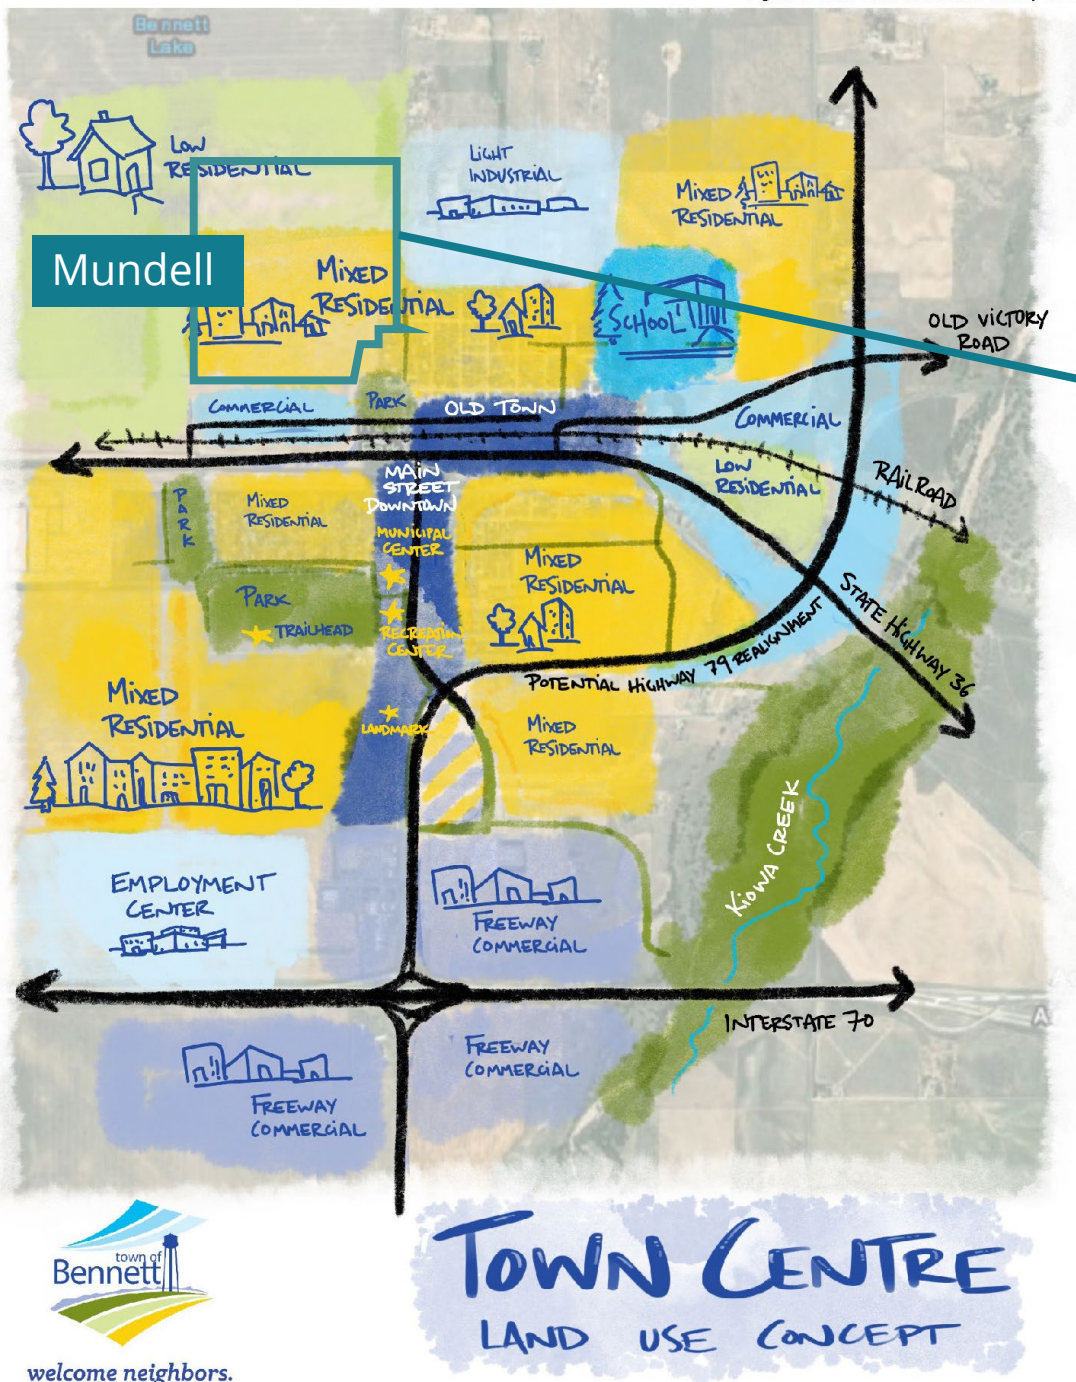 Bennett
Lake
LOW
RESIDENTIAL
LIGHT
INDUSTRIAL
MIXED
RESIDENTIAL
Mundell
MIXED
RESIDENTIAL
SCHOOL
OLD VICTORY
ROAD
COMMERCIAL
PARK
OLD TOWN
COMMERCIAL
LOW
RESIDENTIAL
RAILROAD
MAIN
STREET
DOWNTOWN
PARK
MIXED
RESIDENTIAL
MUNICIPAL
CENTER
MIXED
RESIDENTIAL
PARK
TRAILHEAD
RECREATION
CENTER
STATE HIGHWAY 36
POTENTIAL HIGHWAY 79 REALIGNMENT
MIXED
RESIDENTIAL
LANDMARK
MIXED
RESIDENTIAL
KIOWA CREEK
EMPLOYMENT
CENTER
FREEWAY
COMMERCIAL
INTERSTATE 70
FREEWAY
COMMERCIAL
FREEWAY
COMMERCIAL
town of
Bennett
welcome neighbors.
TOWN CENTRE
LAND USE CONCEPT